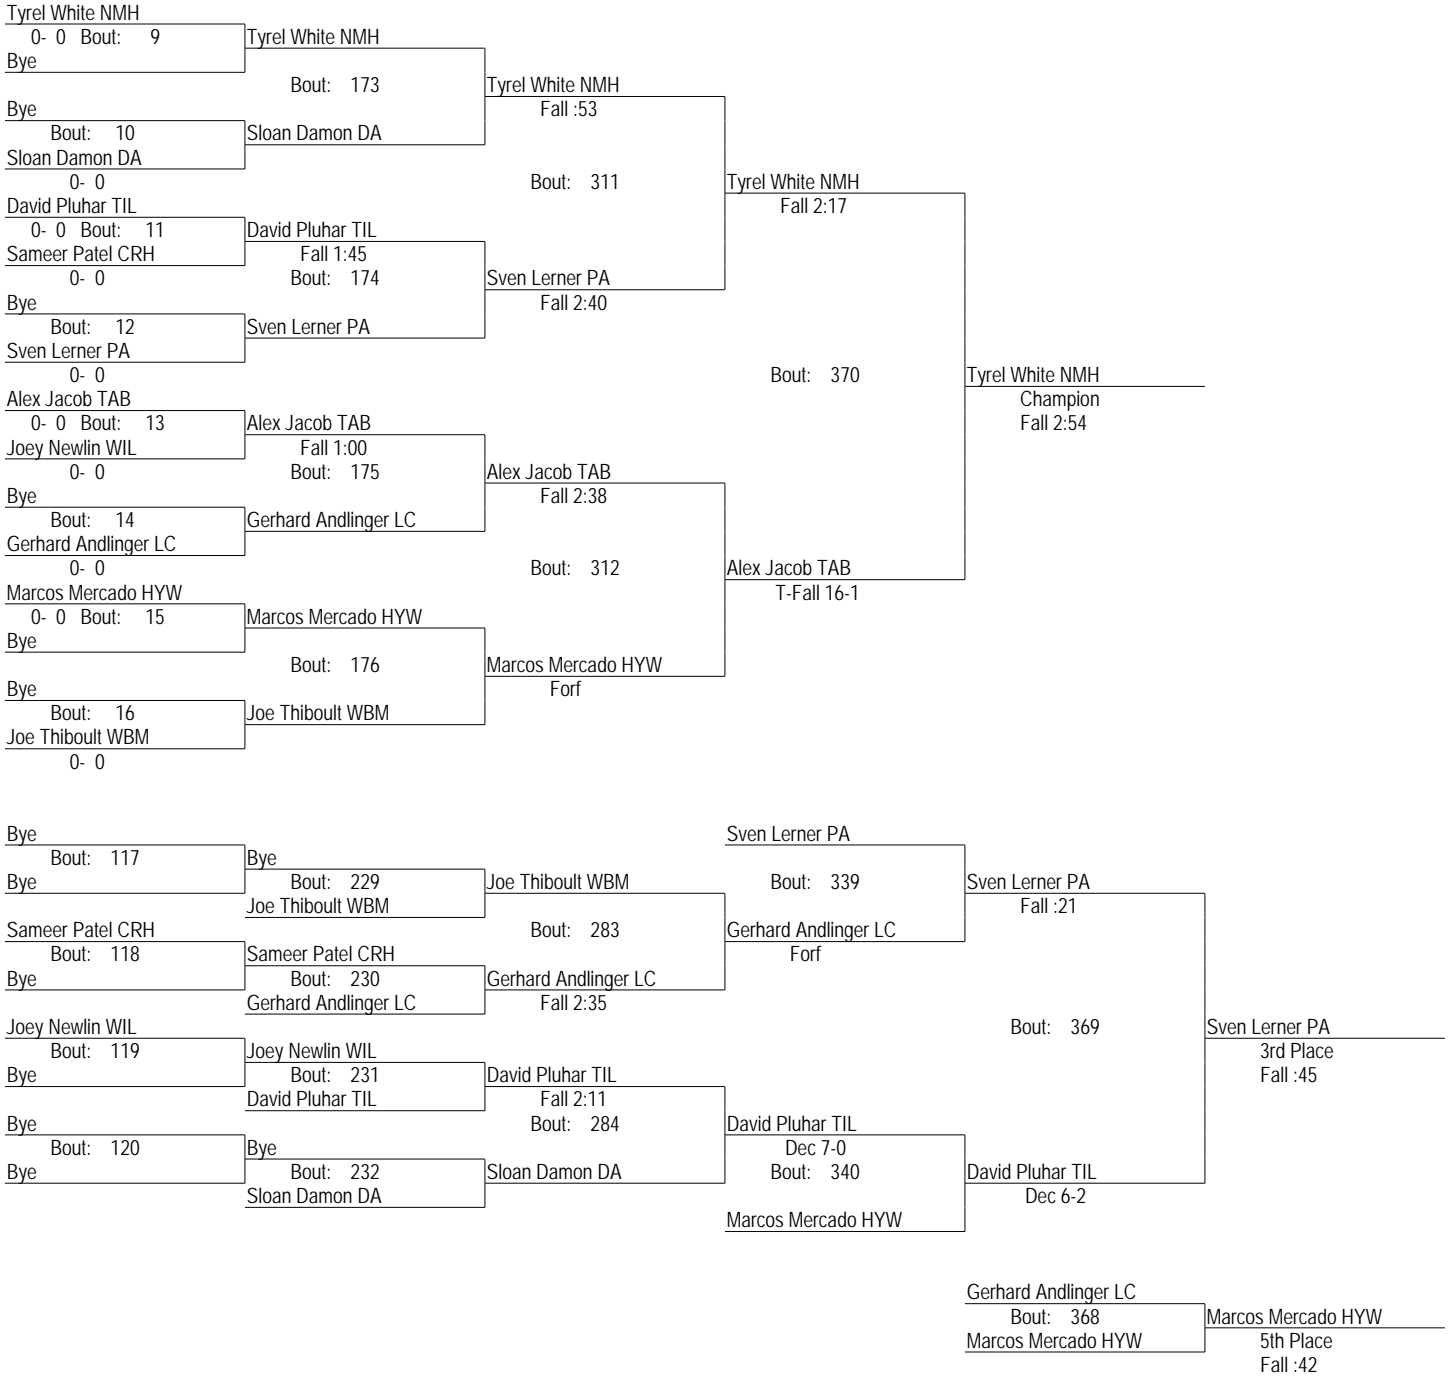 Tyrel White NMH
0- 0 Bout: 9 Tyrel White NMH
Bye
Bout: 173 Tyrel White NMH
Bye Fall :53
Bout: 10 Sloan Damon DA
Sloan Damon DA
0- 0 Bout: 311 Tyrel White NMH
David Pluhar TIL Fall 2:17
0- 0 Bout: 11 David Pluhar TIL
Sameer Patel CRH Fall 1:45
0- 0 Bout: 174 Sven Lerner PA
Bye Fall 2:40
Bout: 12 Sven Lerner PA
Sven Lerner PA
0- 0 Bout: 370 Tyrel White NMH
Alex Jacob TAB Champion
0- 0 Bout: 13 Alex Jacob TAB Fall 2:54
Joey Newlin WIL Fall 1:00
0- 0 Bout: 175 Alex Jacob TAB
Bye Fall 2:38
Bout: 14 Gerhard Andlinger LC
Gerhard Andlinger LC
0- 0 Bout: 312 Alex Jacob TAB
Marcos Mercado HYW T-Fall 16-1
0- 0 Bout: 15 Marcos Mercado HYW
Bye
Bout: 176 Marcos Mercado HYW
Bye Forf
Bout: 16 Joe Thiboult WBM
Joe Thiboult WBM
0- 0
Bye Sven Lerner PA
Bout: 117 Bye
Bye Bout: 229 Joe Thiboult WBM Bout: 339 Sven Lerner PA
Joe Thiboult WBM Fall :21
Sameer Patel CRH Bout: 283 Gerhard Andlinger LC
Bout: 118 Sameer Patel CRH Forf
Bye Bout: 230 Gerhard Andlinger LC
Gerhard Andlinger LC Fall 2:35
Joey Newlin WIL Bout: 369 Sven Lerner PA
Bout: 119 Joey Newlin WIL 3rd Place
Bye Bout: 231 David Pluhar TIL Fall :45
David Pluhar TIL Fall 2:11
Bye Bout: 284 David Pluhar TIL
Bout: 120 Bye Dec 7-0
Bye Bout: 232 Sloan Damon DA Bout: 340 David Pluhar TIL
Sloan Damon DA Dec 6-2
Marcos Mercado HYW
Gerhard Andlinger LC
Bout: 368 Marcos Mercado HYW
Marcos Mercado HYW 5th Place
Fall :42